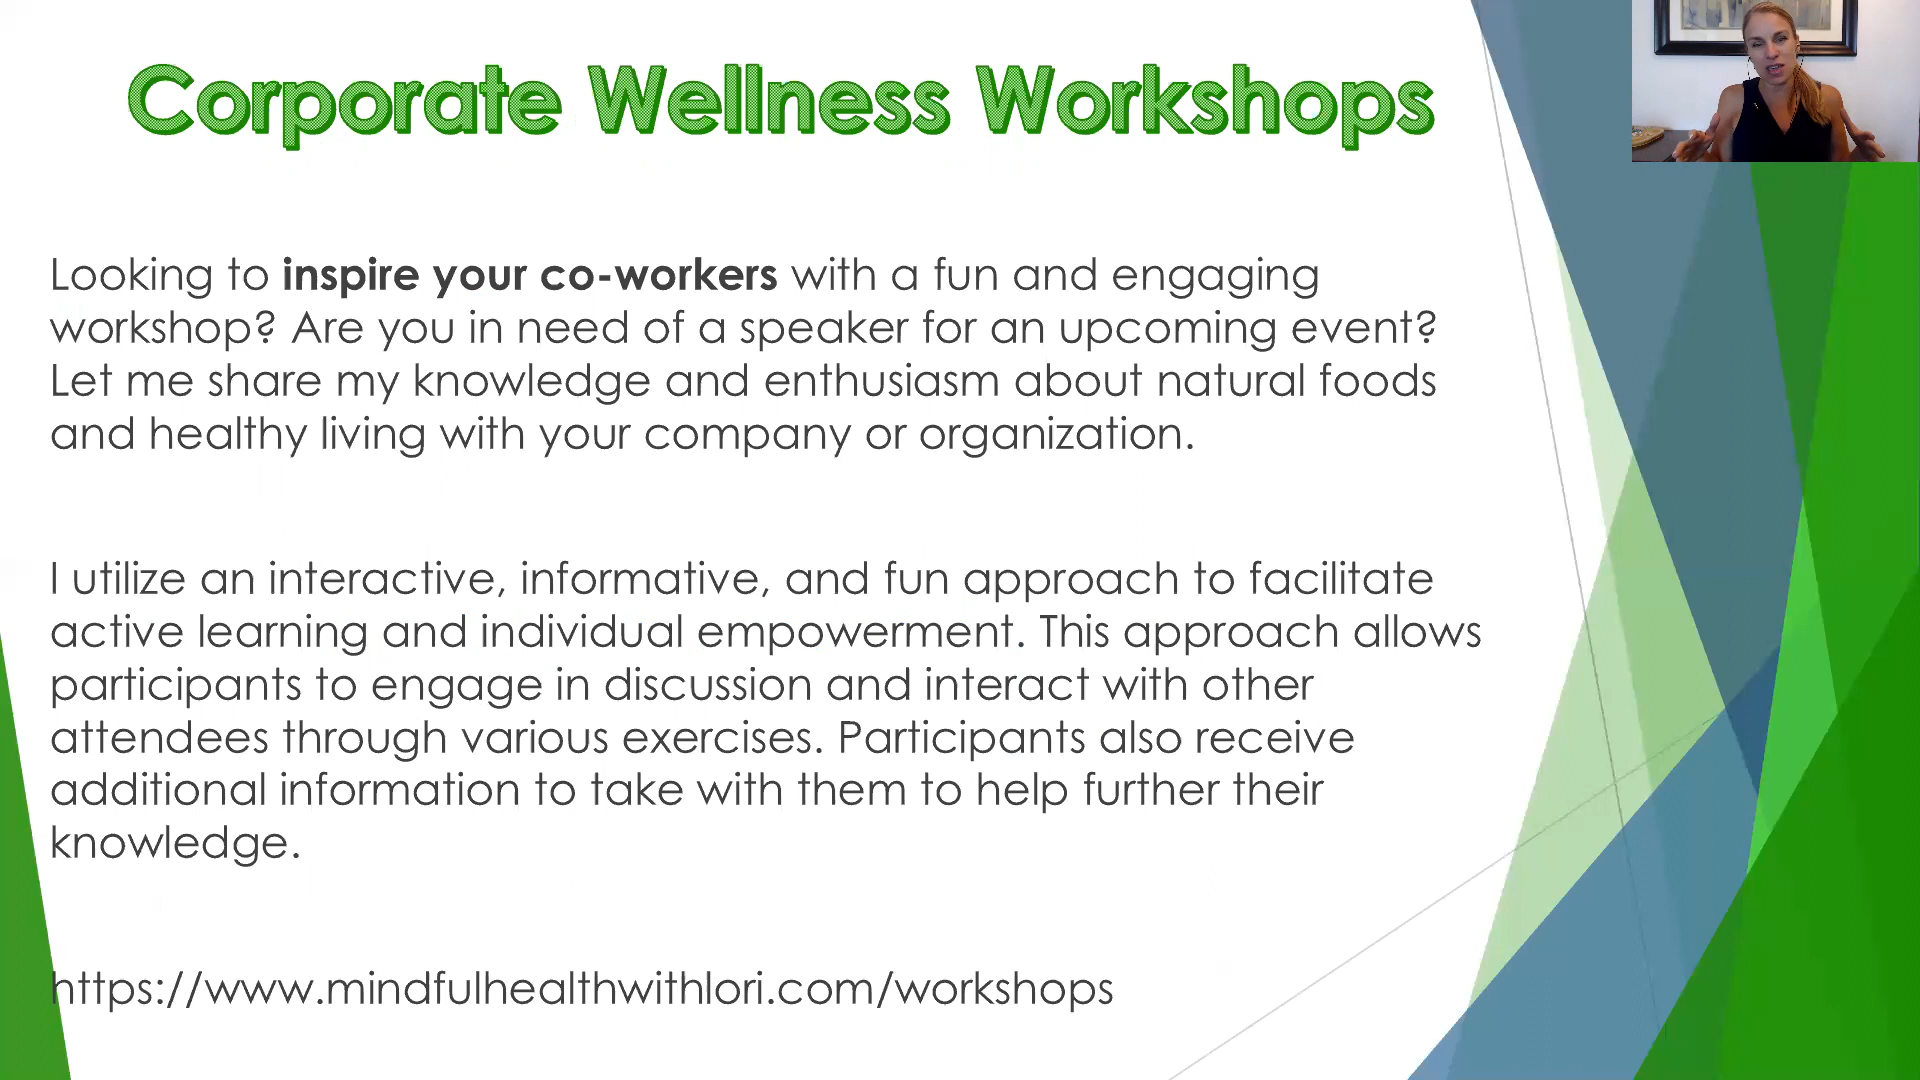 Corporate Wellness Workshops
Looking to inspire your co-workers with a fun and engaging
workshop? Are you in need of a speaker for an upcoming event?
Let me share my knowledge and enthusiasm about natural foods
and healthy living with your company or organization.
I utilize an interactive, informative, and fun approach to facilitate
active learning and individual empowerment. This approach allows
participants to engage in discussion and interact with other
attendees through various exercises. Participants also receive
additional information to take with them to help further their
knowledge.
https://www.mindfulhealthwithlori.com/workshops